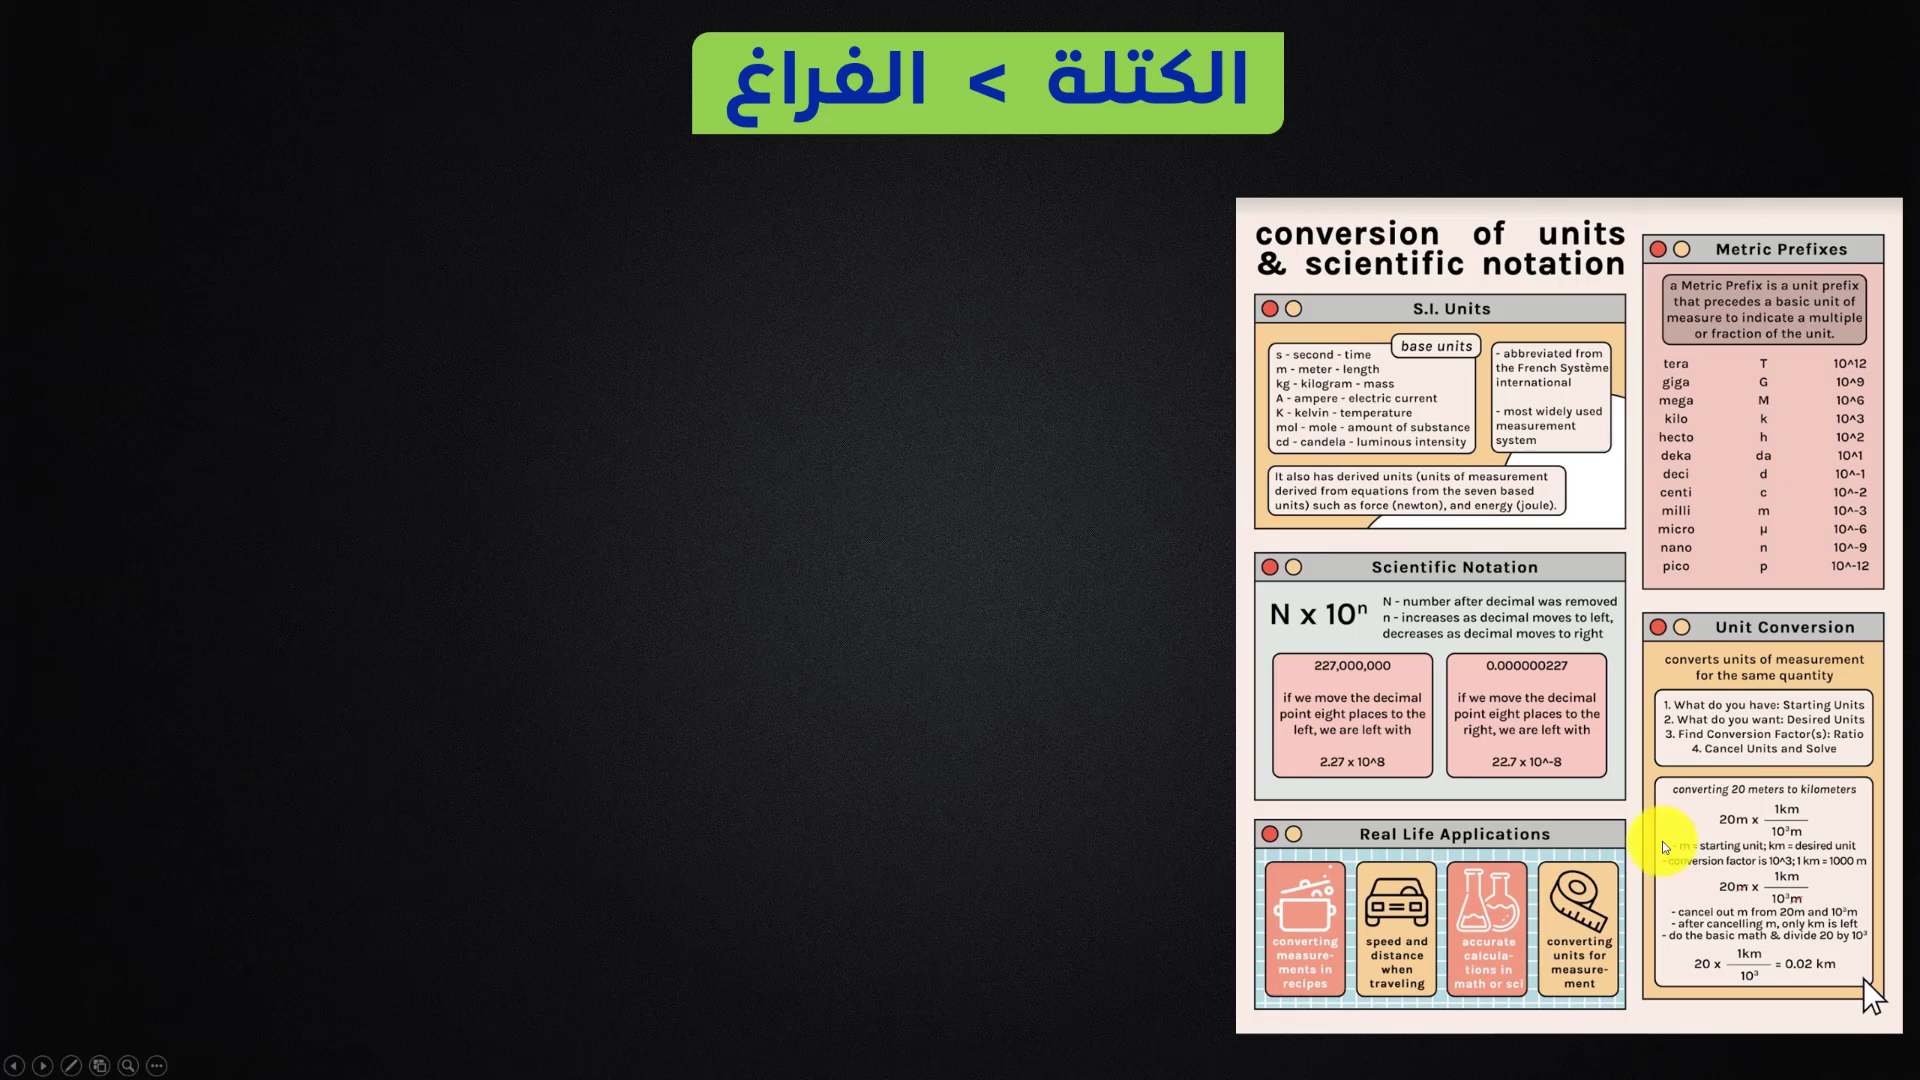 الكتلة > الفراغ
conversion of units
& scientific notation
S.I. Units
base units
s - second - time
m - meter - length
kg - kilogram - mass
A - ampere - electric current
K - kelvin - temperature
mol - mole - amount of substance
cd - candela - luminous intensity
- abbreviated from
the French Système
international
- most widely used
measurement
system
It also has derived units (units of measurement
derived from equations from the seven based
units) such as force (newton), and energy (joule).
Scientific Notation
N x 10ⁿ
N - number after decimal was removed
n - increases as decimal moves to left,
decreases as decimal moves to right
227,000,000
if we move the decimal
point eight places to the
left, we are left with
2.27 x 10^8
0.000000227
if we move the decimal
point eight places to the
right, we are left with
22.7 x 10^-8
Real Life Applications
converting
measure-
ments in
recipes
speed and
distance
when
traveling
accurate
calcula-
tions in
math or sci
converting
units for
measure-
ment
Metric Prefixes
a Metric Prefix is a unit prefix
that precedes a basic unit of
measure to indicate a multiple
or fraction of the unit.
tera T 10^12
giga G 10^9
mega M 10^6
kilo k 10^3
hecto h 10^2
deka da 10^1
deci d 10^-1
centi c 10^-2
milli m 10^-3
micro µ 10^-6
nano n 10^-9
pico p 10^-12
Unit Conversion
converts units of measurement
for the same quantity
1. What do you have: Starting Units
2. What do you want: Desired Units
3. Find Conversion Factor(s): Ratio
4. Cancel Units and Solve
converting 20 meters to kilometers
1km
20m x
10³m
- m = starting unit; km = desired unit
- conversion factor is 10^3; 1 km = 1000 m
1km
20m x
10³m
- cancel out m from 20m and 10³m
- after cancelling m, only km is left
- do the basic math & divide 20 by 10³
1km
20 x = 0.02 km
10³